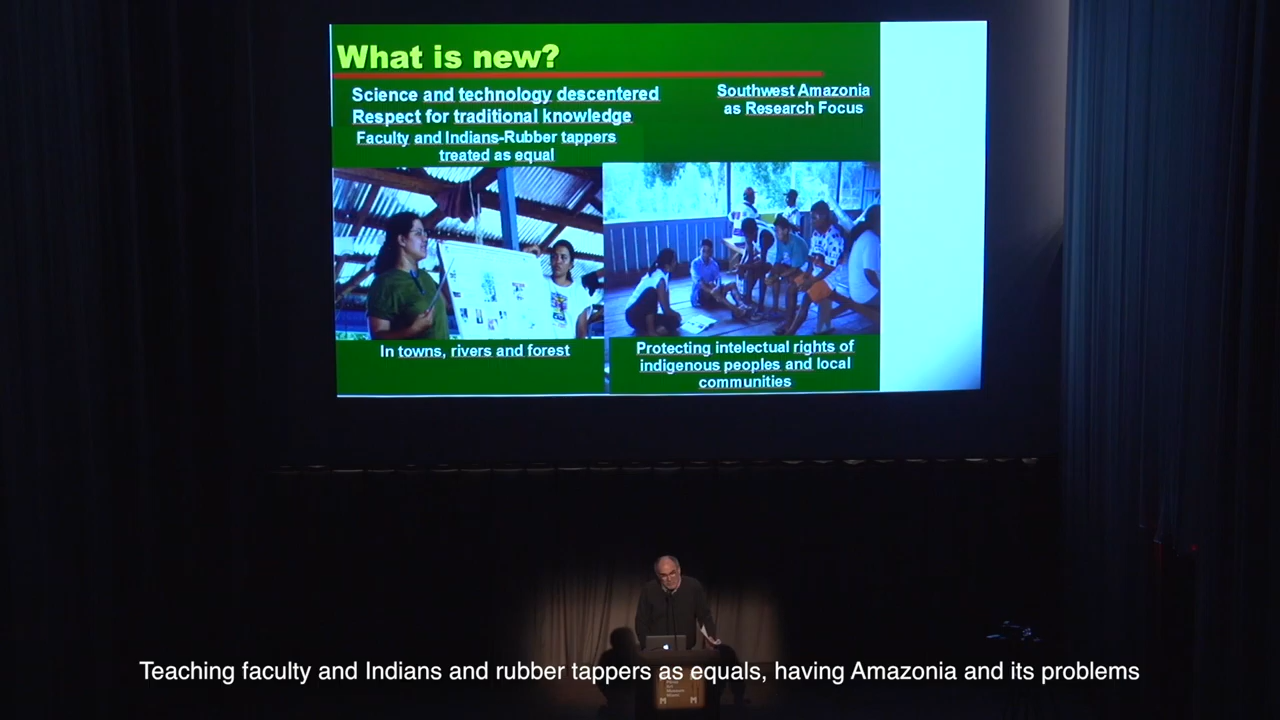 What is new?
Science and technology descentered
Respect for traditional knowledge
Faculty and Indians-Rubber tappers
treated as equal
Southwest Amazonia
as Research Focus
In towns, rivers and forest
Protecting intelectual rights of
indigenous peoples and local
communities
Teaching faculty and Indians and rubber tappers as equals, having Amazonia and its problems